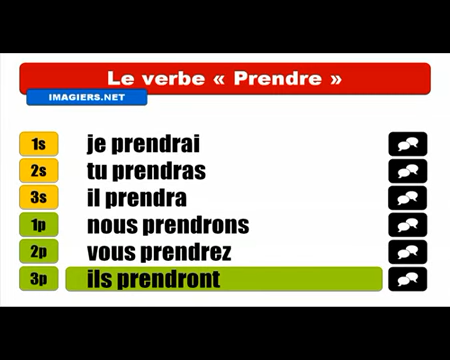 Le verbe « Prendre »
IMAGIERS.NET
1s je prendrai
2s tu prendras
3s il prendra
1p nous prendrons
2p vous prendrez
3p ils prendront